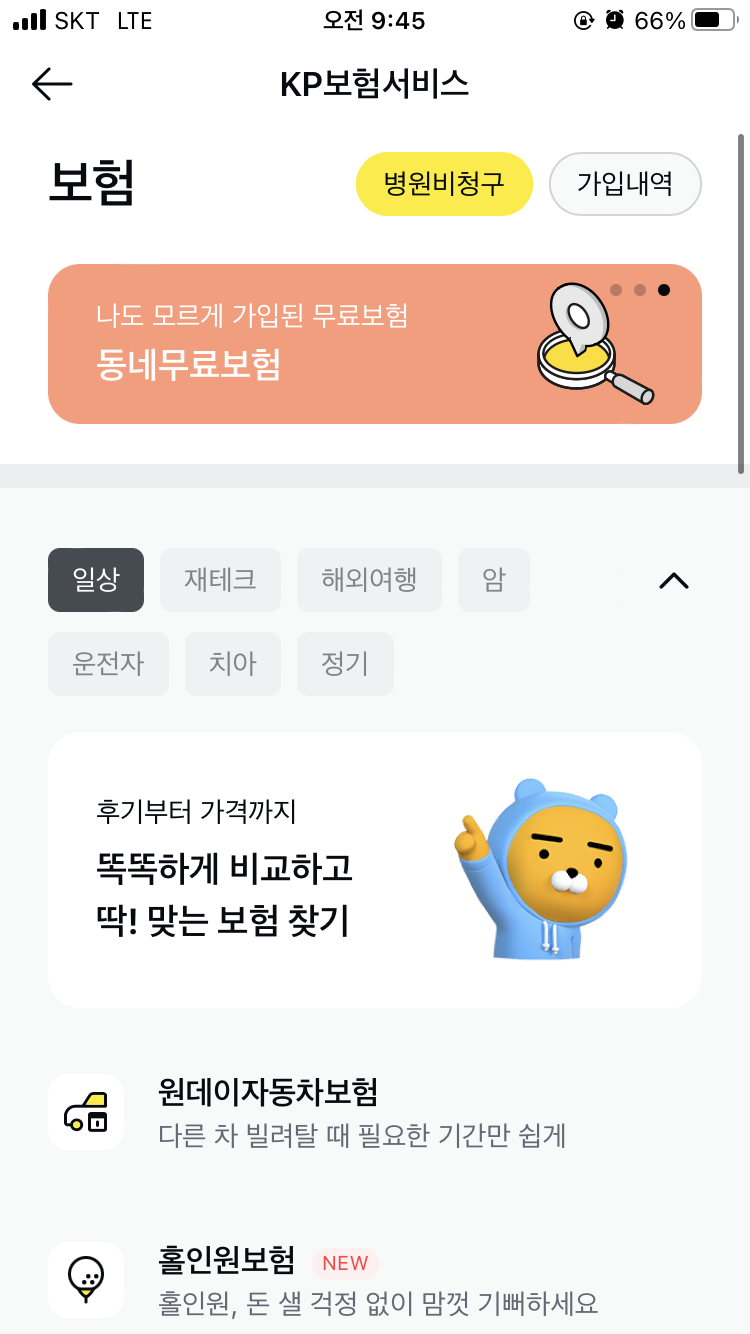 SKT LTE 오전 9:45 66%
KP보험서비스
보험 병원비청구 가입내역
나도 모르게 가입된 무료보험
동네무료보험
일상 재테크 해외여행 암
운전자 치아 정기
후기부터 가격까지
똑똑하게 비교하고
딱! 맞는 보험 찾기
원데이자동차보험
다른 차 빌려탈 때 필요한 기간만 쉽게
홀인원보험 NEW
홀인원, 돈 샐 걱정 없이 맘껏 기뻐하세요